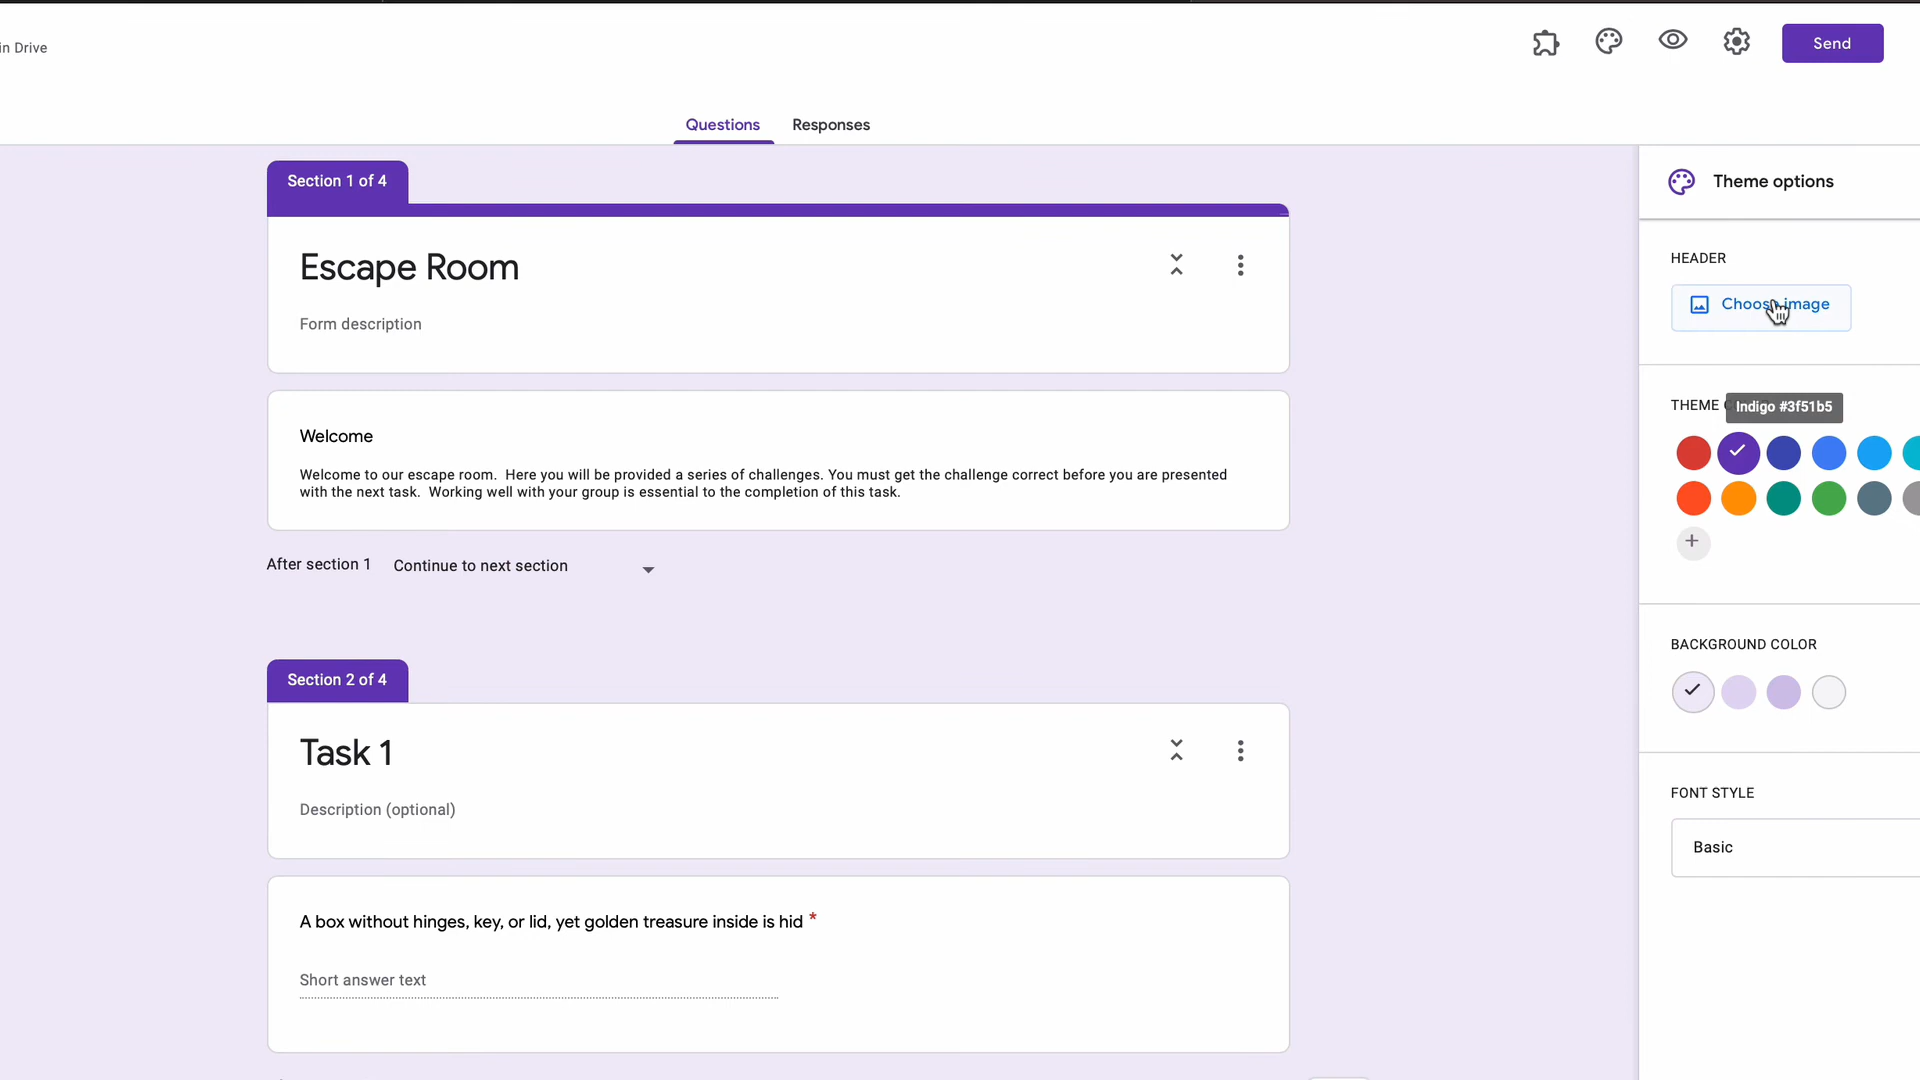 in Drive
Send
Questions
Responses
Section 1 of 4
Theme options
Escape Room
HEADER
Choose image
Form description
THEME
Indigo #3f51b5
Welcome
Welcome to our escape room. Here you will be provided a series of challenges. You must get the challenge correct before you are presented
with the next task. Working well with your group is essential to the completion of this task.
After section 1
Continue to next section
BACKGROUND COLOR
Section 2 of 4
Task 1
Description (optional)
FONT STYLE
Basic
A box without hinges, key, or lid, yet golden treasure inside is hid *
Short answer text